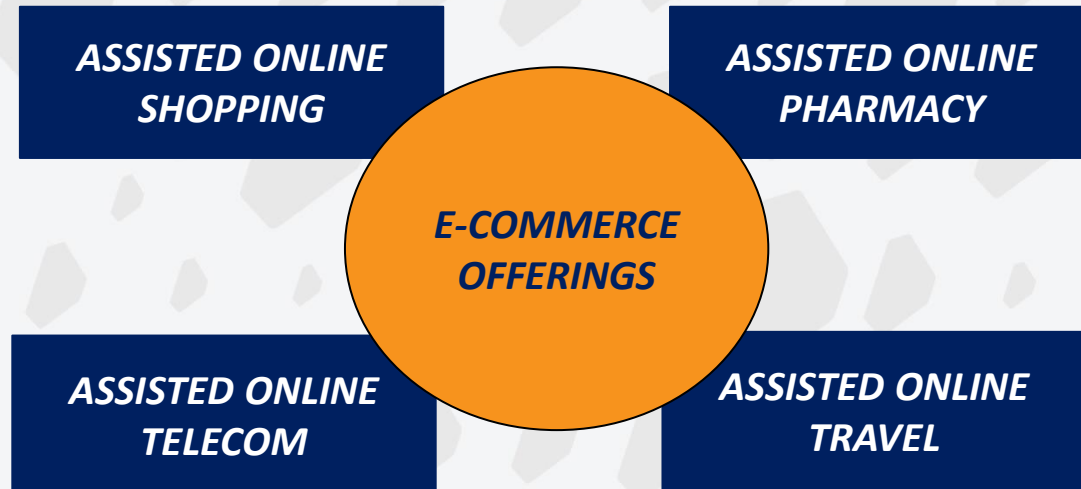 ASSISTED ONLINE
SHOPPING
ASSISTED ONLINE
PHARMACY
E-COMMERCE
OFFERINGS
ASSISTED ONLINE
TELECOM
ASSISTED ONLINE
TRAVEL